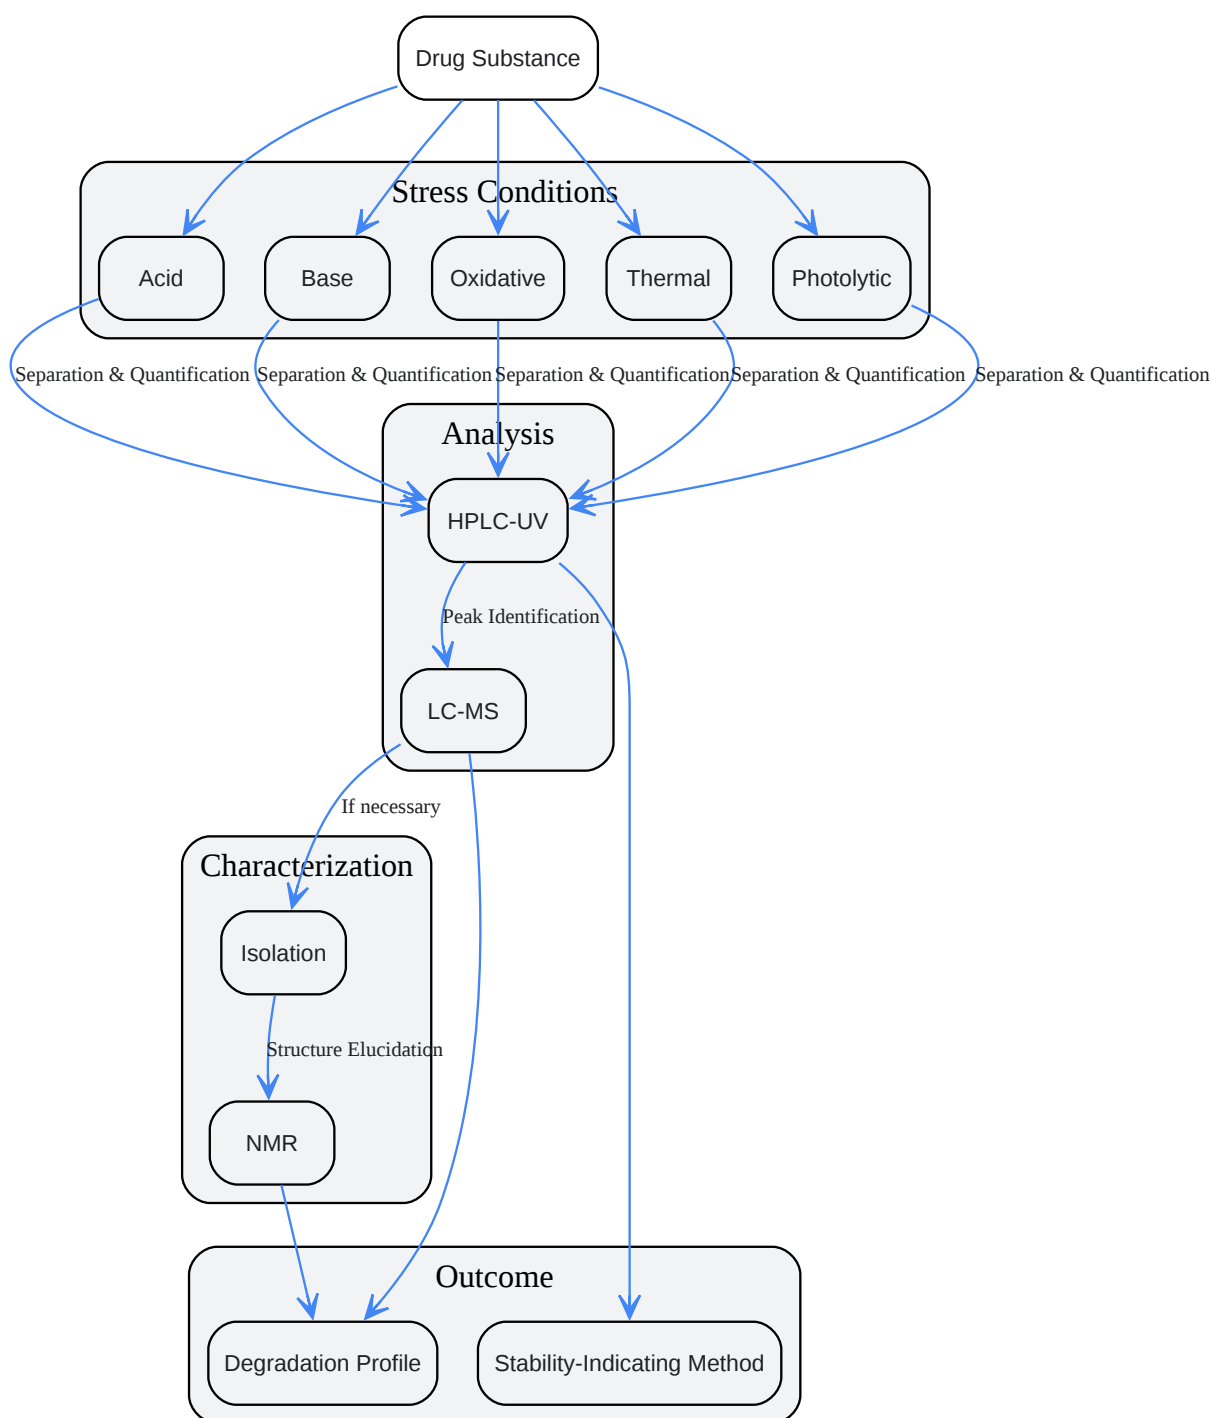 Drug Substance
Stress Conditions
Acid
Base
Oxidative
Thermal
Photolytic
Separation & Quantification
Separation & Quantification
Separation & Quantification
Separation & Quantification
Separation & Quantification
Analysis
HPLC-UV
Peak Identification
LC-MS
If necessary
Characterization
Isolation
Structure Elucidation
NMR
Outcome
Degradation Profile
Stability-Indicating Method